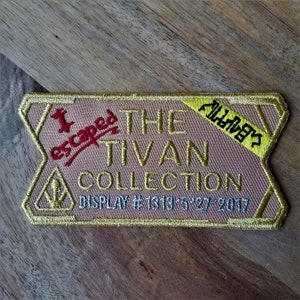 I
escaped
THE
TIVAN
COLLECTION
DISPLAY # 1313*5*27*2017